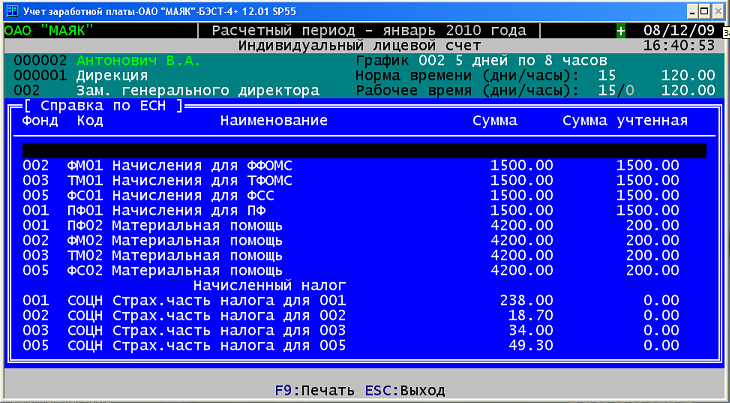 Учет заработной платы-ОАО "МАЯК"-БЭСТ-4+ 12.01 SP55
ОАО "МАЯК" | Расчетный период - январь 2010 года | + 08/12/09
Индивидуальный лицевой счет 16:40:53
000002 Антонович В.А. График 002 5 дней по 8 часов
000001 Дирекция Норма времени (дни/часы): 15 120.00
002 Зам. генерального директора Рабочее время (дни/часы): 15/0 120.00
[ Справка по ЕСН ]
Фонд Код Наименование Сумма Сумма учтенная
002 ФМ01 Начисления для ФФОМС 1500.00 1500.00
003 ТМ01 Начисления для ТФОМС 1500.00 1500.00
005 ФС01 Начисления для ФСС 1500.00 1500.00
001 ПФ01 Начисления для ПФ 1500.00 1500.00
001 ПФ02 Материальная помощь 4200.00 200.00
002 ФМ02 Материальная помощь 4200.00 200.00
003 ТМ02 Материальная помощь 4200.00 200.00
005 ФС02 Материальная помощь 4200.00 200.00
Начисленный налог
001 СОЦН Страх.часть налога для 001 238.00 0.00
002 СОЦН Страх.часть налога для 002 18.70 0.00
003 СОЦН Страх.часть налога для 003 34.00 0.00
005 СОЦН Страх.часть налога для 005 49.30 0.00
F9:Печать ESC:Выход